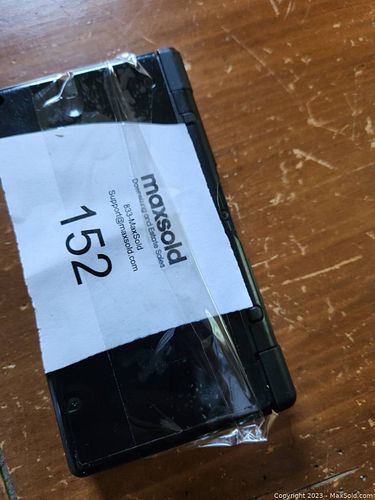 maxsold
Downsizing and Estate Sales
833-MaxSold
Support@maxsold.com
152
Copyright 2023 - MaxSold.com